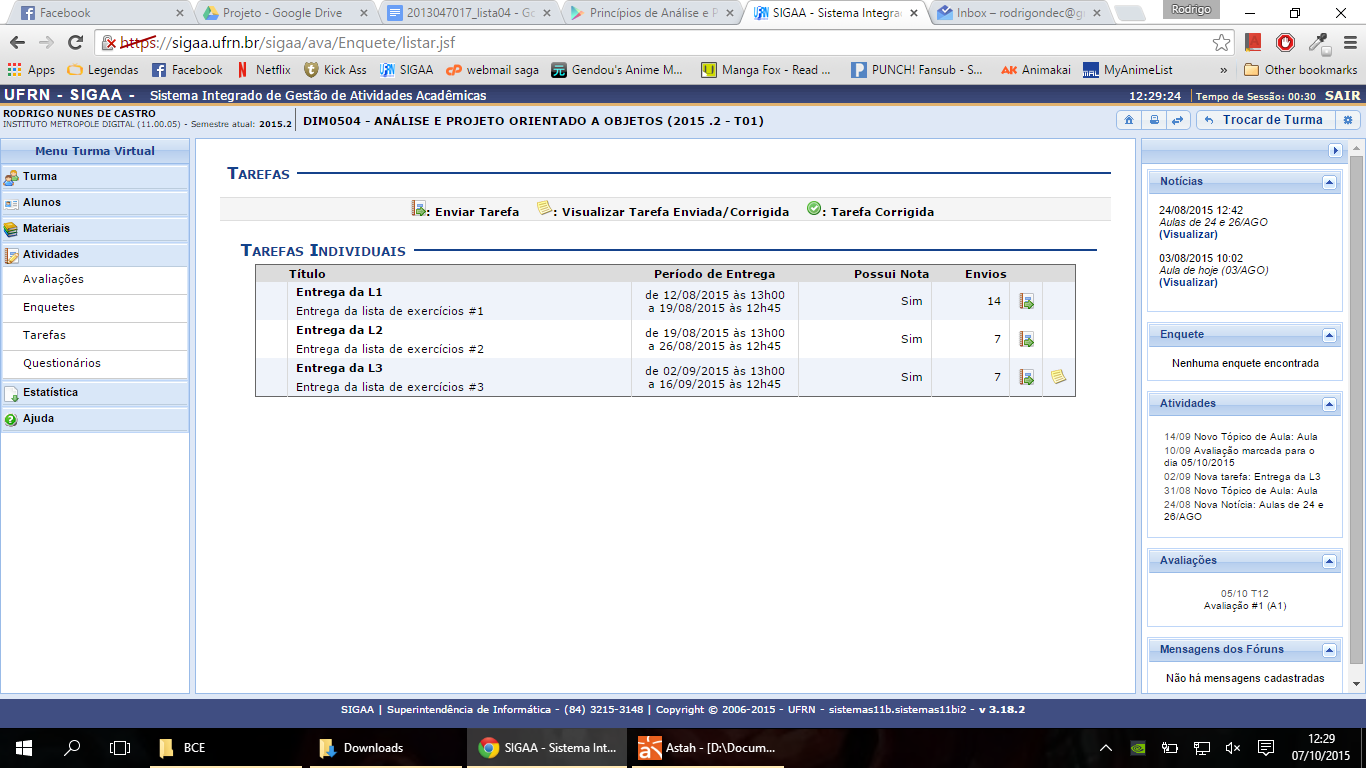 Facebook
Projeto - Google Drive
2013047017_lista04 - Go
Princípios de Análise e P
SIGAA - Sistema Integra
Inbox – rodrigondec@g
Rodrigo
https://sigaa.ufrn.br/sigaa/ava/Enquete/listar.jsf
Apps
Legendas
Facebook
Netflix
Kick Ass
SIGAA
webmail saga
Gendou's Anime M...
Manga Fox - Read ...
PUNCH! Fansub - S...
Animakai
MyAnimeList
»
Other bookmarks
UFRN - SIGAA - Sistema Integrado de Gestão de Atividades Acadêmicas
12:29:24 Tempo de Sessão: 00:30 SAIR
RODRIGO NUNES DE CASTRO
INSTITUTO METROPOLE DIGITAL (11.00.05) - Semestre atual: 2015.2
DIM0504 - ANÁLISE E PROJETO ORIENTADO A OBJETOS (2015 .2 - T01)
Trocar de Turma
Menu Turma Virtual
Turma
Alunos
Materiais
Atividades
Avaliações
Enquetes
Tarefas
Questionários
Estatística
Ajuda
TAREFAS
: Enviar Tarefa : Visualizar Tarefa Enviada/Corrigida : Tarefa Corrigida
TAREFAS INDIVIDUAIS
Título Período de Entrega Possui Nota Envios
Entrega da L1
Entrega da lista de exercícios #1
de 12/08/2015 às 13h00
a 19/08/2015 às 12h45
Sim 14
Entrega da L2
Entrega da lista de exercícios #2
de 19/08/2015 às 13h00
a 26/08/2015 às 12h45
Sim 7
Entrega da L3
Entrega da lista de exercícios #3
de 02/09/2015 às 13h00
a 16/09/2015 às 12h45
Sim 7
Notícias
24/08/2015 12:42
Aulas de 24 e 26/AGO
(Visualizar)
03/08/2015 10:02
Aula de hoje (03/AGO)
(Visualizar)
Enquete
Nenhuma enquete encontrada
Atividades
14/09 Novo Tópico de Aula: Aula
10/09 Avaliação marcada para o
dia 05/10/2015
02/09 Nova tarefa: Entrega da L3
31/08 Novo Tópico de Aula: Aula
24/08 Nova Notícia: Aulas de 24 e
26/AGO
Avaliações
05/10 T12
Avaliação #1 (A1)
Mensagens dos Fóruns
Não há mensagens cadastradas
SIGAA | Superintendência de Informática - (84) 3215-3148 | Copyright © 2006-2015 - UFRN - sistemas11b.sistemas11bi2 - v 3.18.2
BCE
Downloads
SIGAA - Sistema Int...
Astah - [D:\Docum...
12:29
07/10/2015